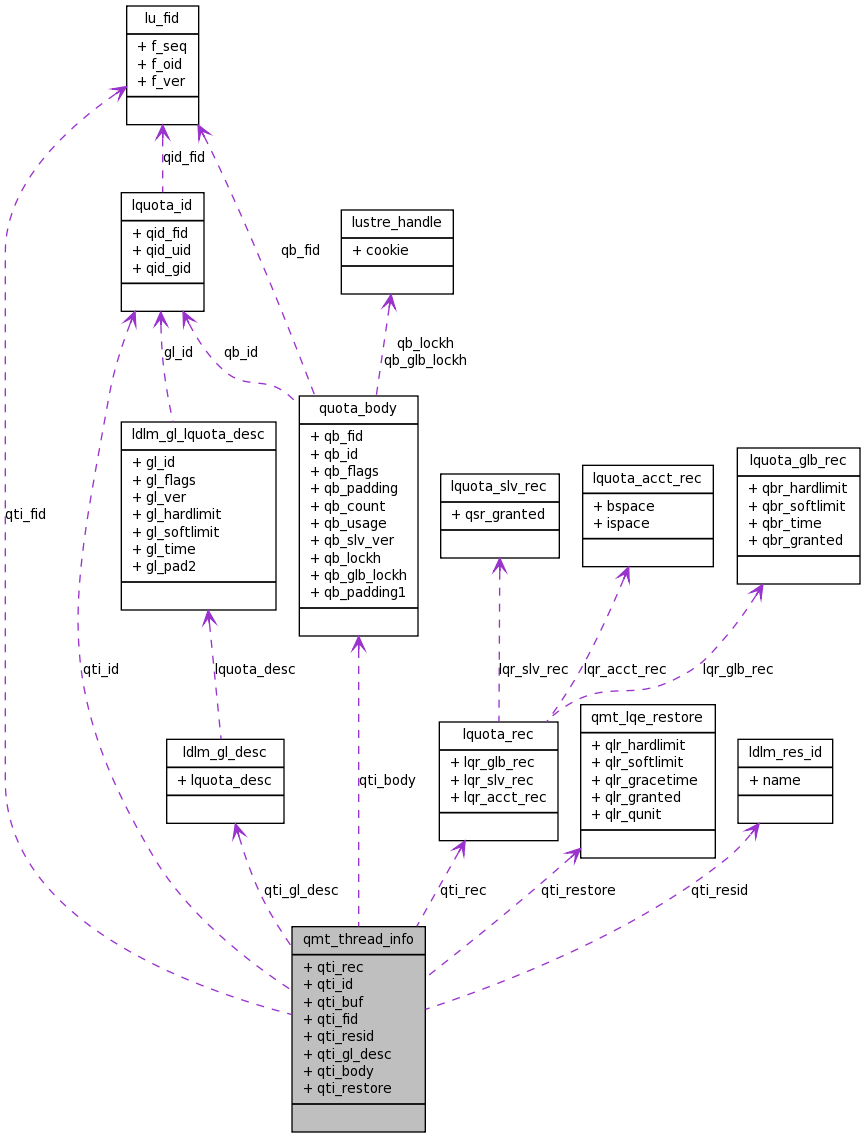 lu_fid
+ f_seq
+ f_oid
+ f_ver
qid_fid
lquota_id
+ qid_fid
+ qid_uid
+ qid_gid
lustre_handle
+ cookie
qb_fid
qb_lockh
qb_glb_lockh
gl_id
qb_id
quota_body
+ qb_fid
+ qb_id
+ qb_flags
+ qb_padding
+ qb_count
+ qb_usage
+ qb_slv_ver
+ qb_lockh
+ qb_glb_lockh
+ qb_padding1
ldlm_gl_lquota_desc
+ gl_id
+ gl_flags
+ gl_ver
+ gl_hardlimit
+ gl_softlimit
+ gl_time
+ gl_pad2
lquota_slv_rec
+ qsr_granted
lquota_acct_rec
+ bspace
+ ispace
lquota_glb_rec
+ qbr_hardlimit
+ qbr_softlimit
+ qbr_time
+ qbr_granted
qti_fid
qti_id
lquota_desc
lqr_slv_rec
lqr_acct_rec
lqr_glb_rec
ldlm_gl_desc
+ lquota_desc
qti_body
lquota_rec
+ lqr_glb_rec
+ lqr_slv_rec
+ lqr_acct_rec
qmt_lqe_restore
+ qlr_hardlimit
+ qlr_softlimit
+ qlr_gracetime
+ qlr_granted
+ qlr_qunit
ldlm_res_id
+ name
qti_gl_desc
qti_rec
qti_restore
qti_resid
qmt_thread_info
+ qti_rec
+ qti_id
+ qti_buf
+ qti_fid
+ qti_resid
+ qti_gl_desc
+ qti_body
+ qti_restore